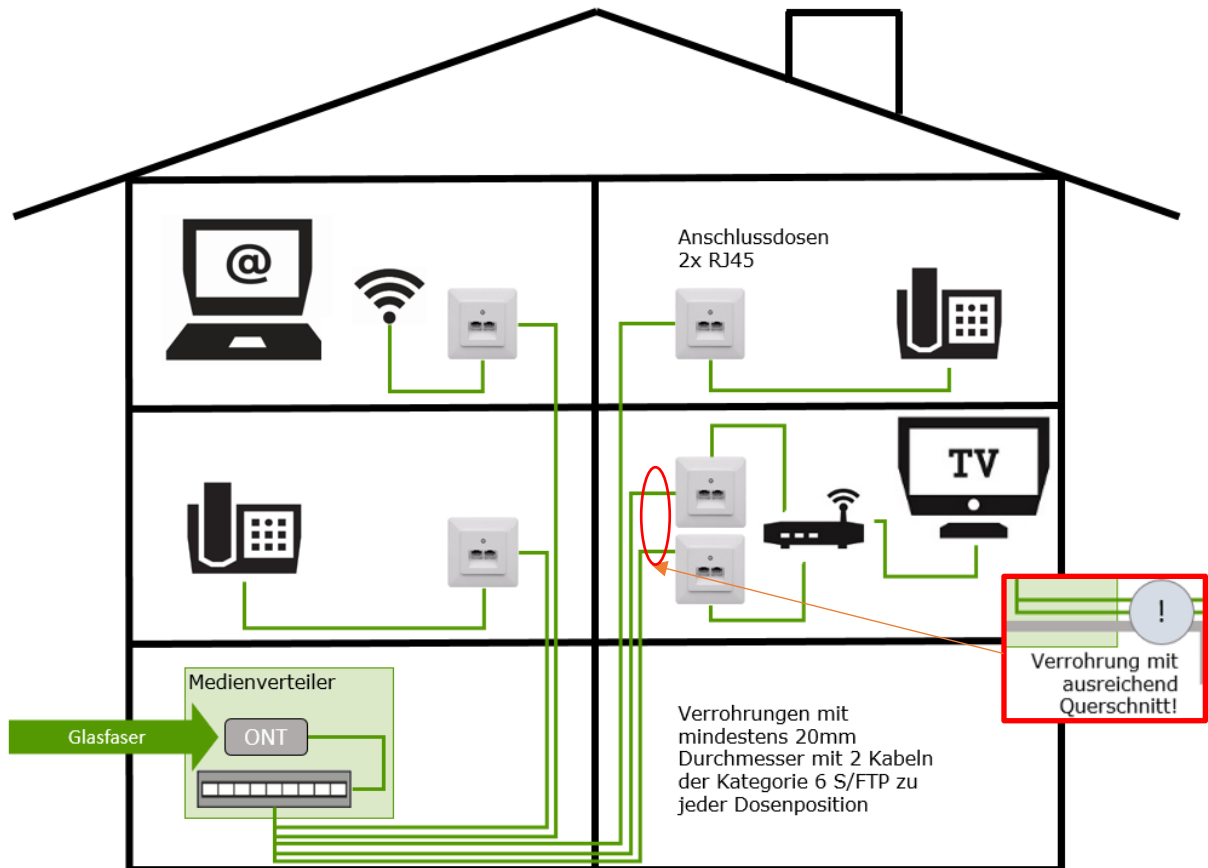 @
Anschlussdosen
2x RJ45
TV
!
Verrohrung mit
ausreichend
Querschnitt!
Medienverteiler
Glasfaser
ONT
Verrohrungen mit
mindestens 20mm
Durchmesser mit 2 Kabeln
der Kategorie 6 S/FTP zu
jeder Dosenposition